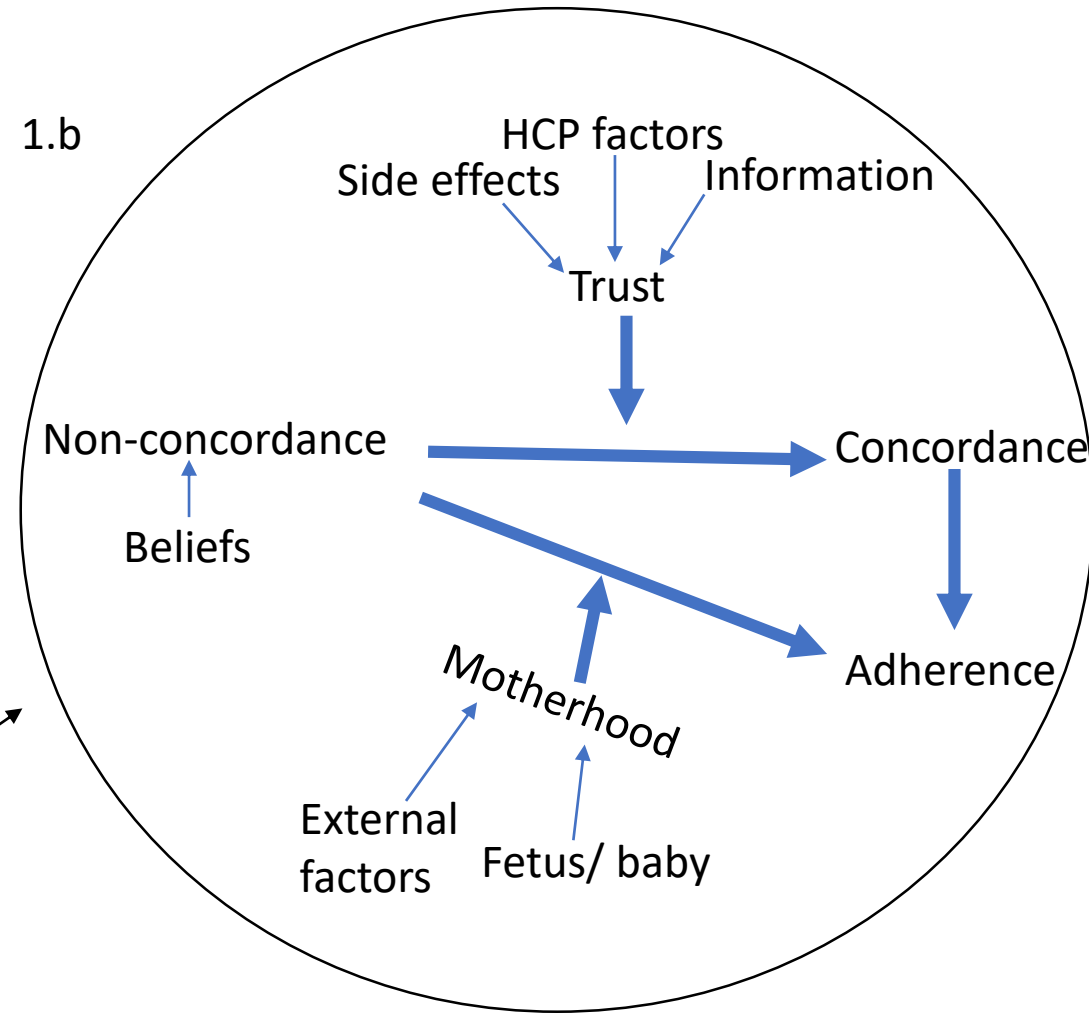 1.b
HCP factors
Side effects
Information
Trust
Non-concordance
Concordance
Beliefs
Adherence
Motherhood
External
factors
Fetus/ baby